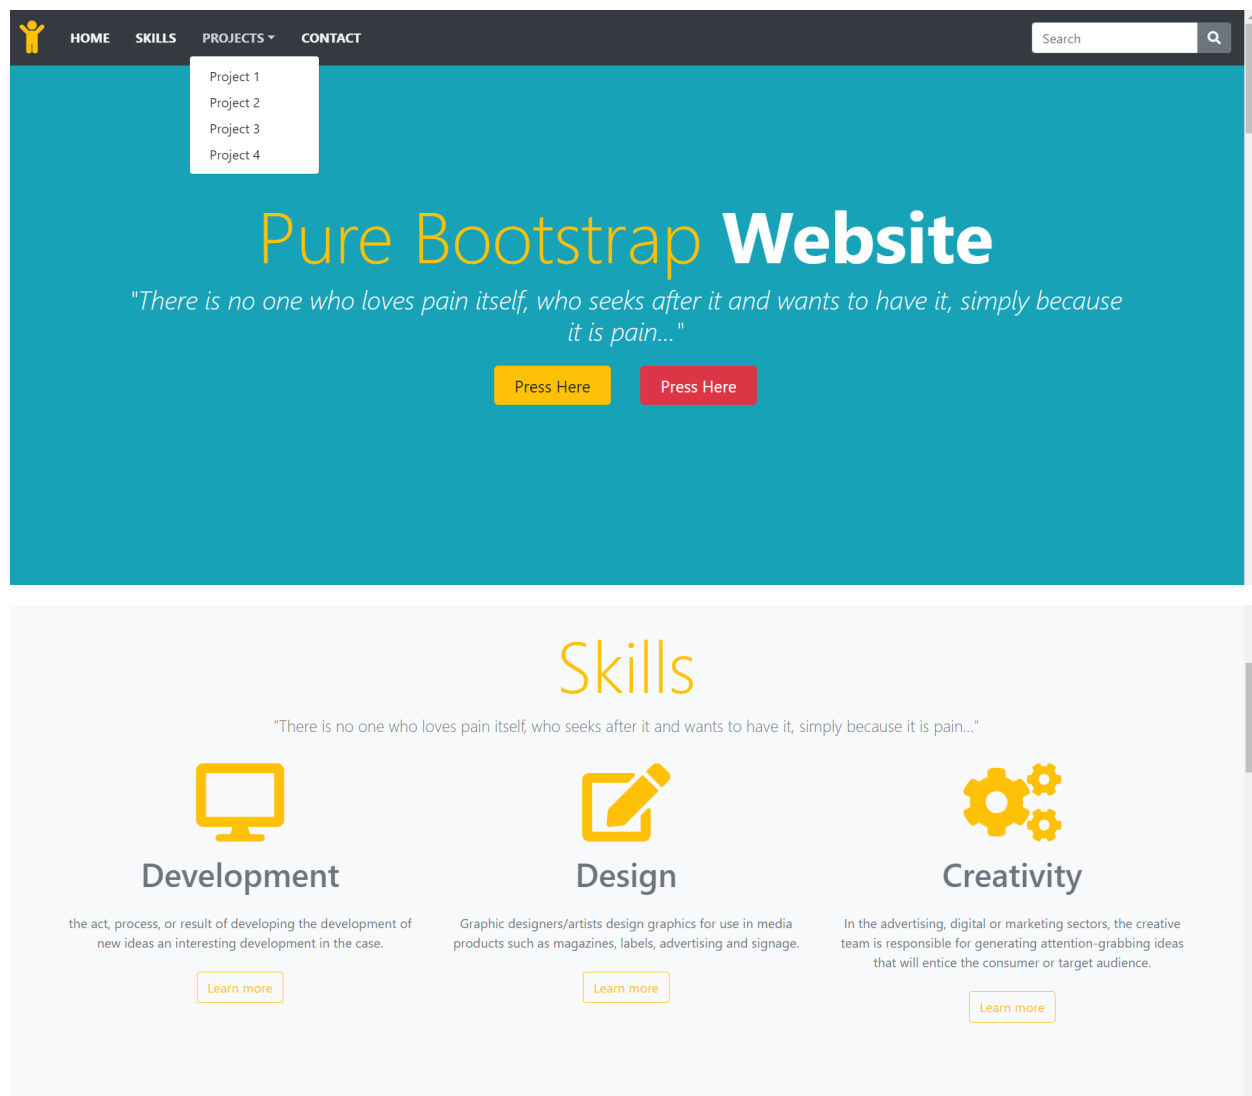 HOME SKILLS PROJECTS CONTACT Search
Project 1
Project 2
Project 3
Project 4
Pure Bootstrap Website
"There is no one who loves pain itself, who seeks after it and wants to have it, simply because
it is pain..."
Press Here Press Here
Skills
"There is no one who loves pain itself, who seeks after it and wants to have it, simply because it is pain..."
Development
the act, process, or result of developing the development of
new ideas an interesting development in the case.
Learn more
Design
Graphic designers/artists design graphics for use in media
products such as magazines, labels, advertising and signage.
Learn more
Creativity
In the advertising, digital or marketing sectors, the creative
team is responsible for generating attention-grabbing ideas
that will entice the consumer or target audience.
Learn more